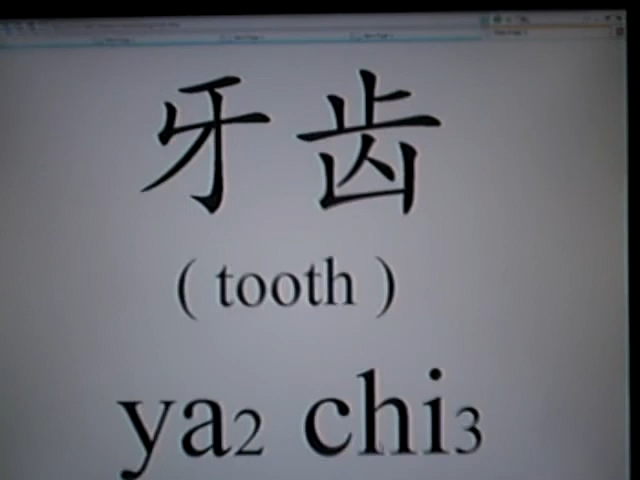 牙齿
( tooth )
ya2 chi3